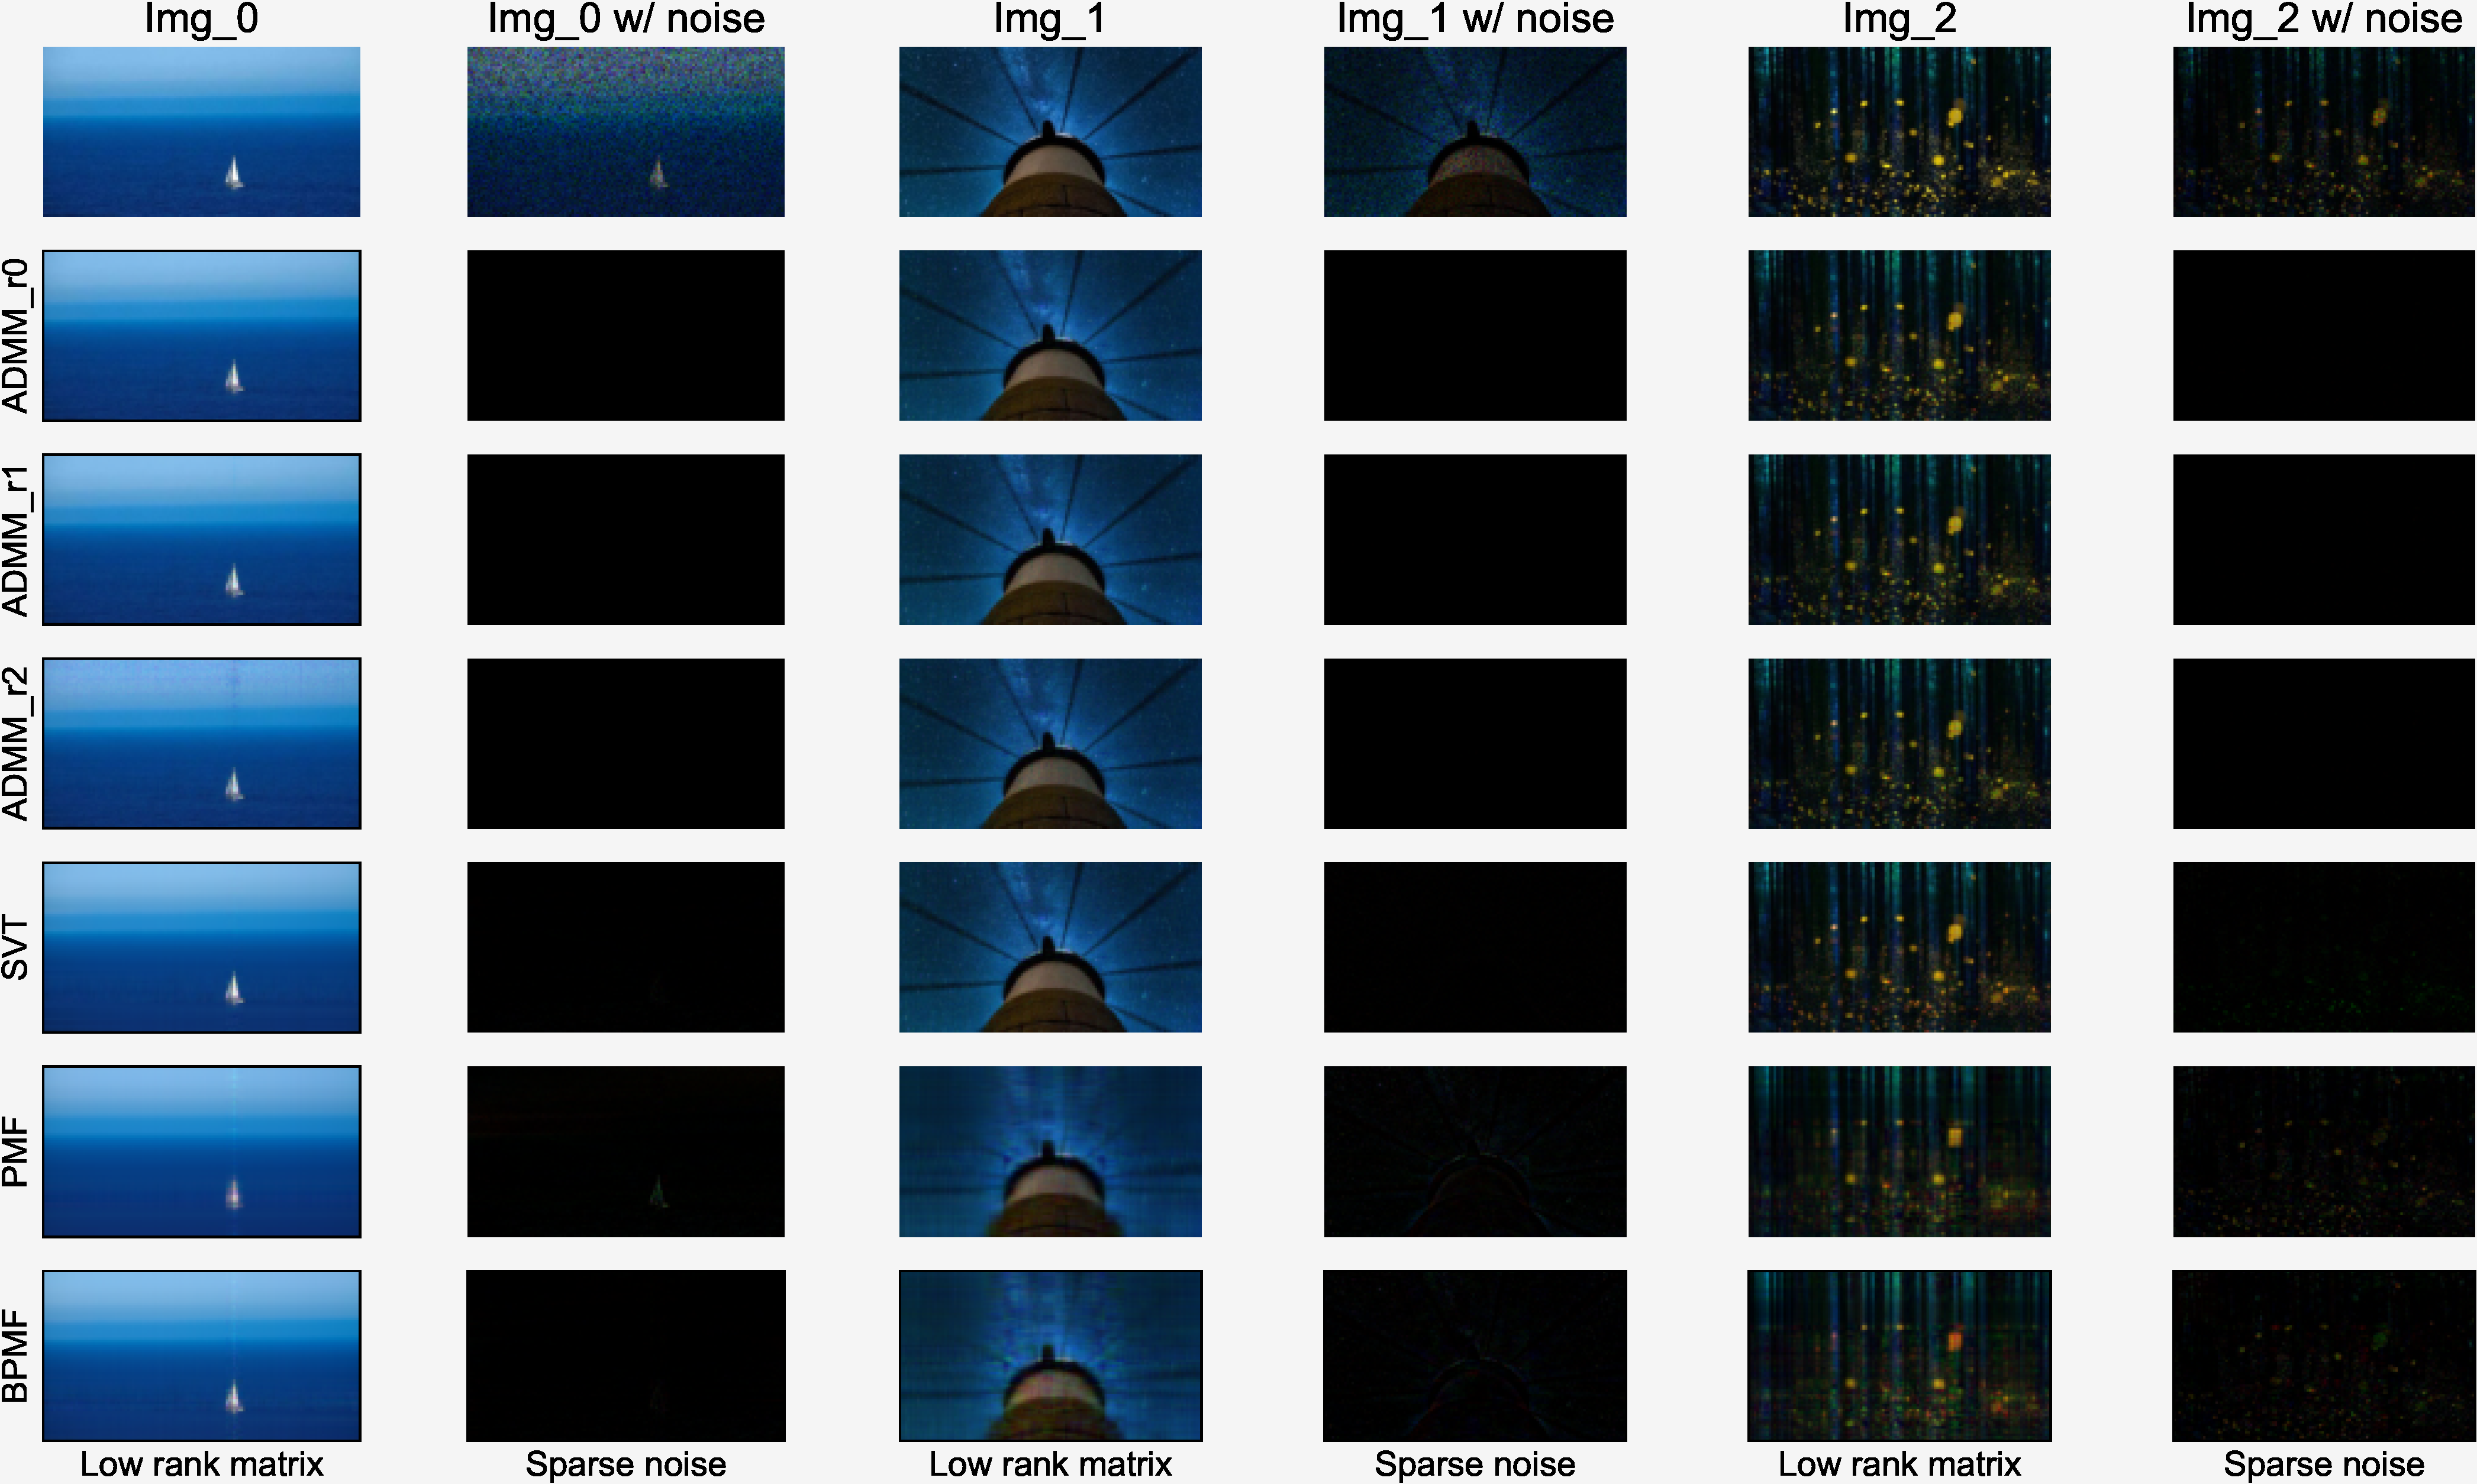 Img_0
Img_0 w/ noise
Img_1
Img_1 w/ noise
Img_2
Img_2 w/ noise
ADMM_r0
ADMM_r1
ADMM_r2
SVT
PMF
BPMF
Low rank matrix
Sparse noise
Low rank matrix
Sparse noise
Low rank matrix
Sparse noise